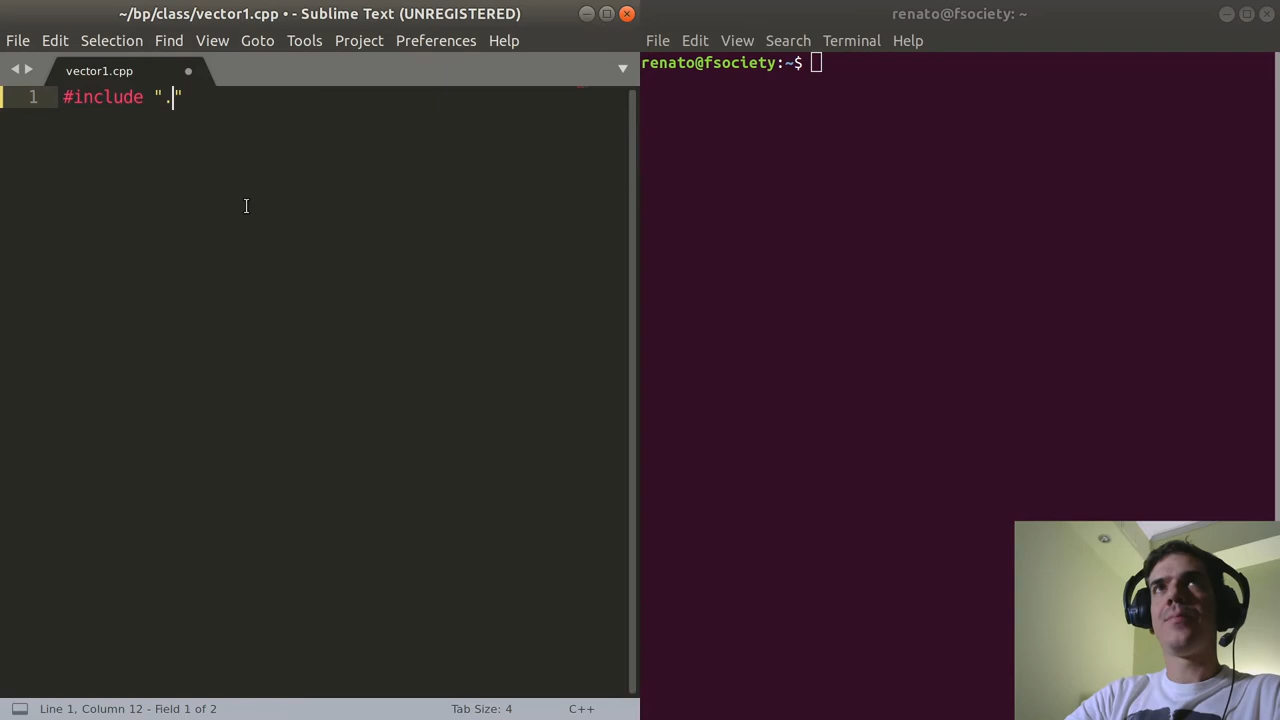 ~/bp/class/vector1.cpp • - Sublime Text (UNREGISTERED)
File Edit Selection Find View Goto Tools Project Preferences Help
vector1.cpp
1 #include "."
Line 1, Column 12 - Field 1 of 2
Tab Size: 4
C++
renato@fsociety: ~
File Edit View Search Terminal Help
renato@fsociety:~$